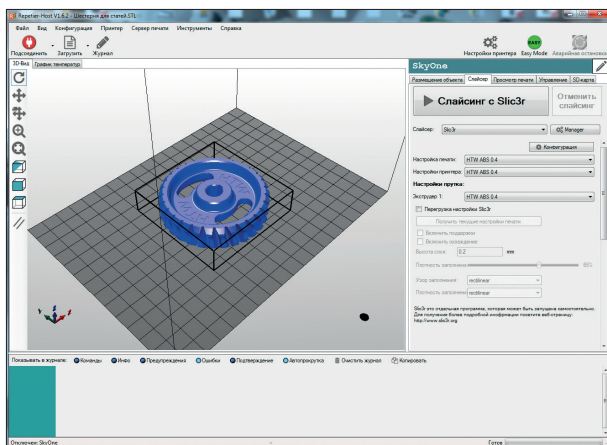 Repetier-Host V1.6.2 - Шестерня для статей.STL
Файл Вид Конфигурация Принтер Сервер печати Инструменты Справка
Подсоединить Загрузить Журнал Настройки принтера Easy Mode Аварийная остановка
EASY
3D-Вид График температур
SkyOne
Размещение объекта Слайсер Просмотр печати Управление SD-карта
Слайсинг с Slic3r
Отменить слайсинг
Слайсер: Slic3r Manager
Конфигурация
Настройка печати: HTW ABS 0.4
Настройки принтера: HTW ABS 0.4
Настройки прутка:
Экструдер 1: HTW ABS 0.4
Перегрузка настройки Slic3r
Получить текущие настройки печати
Включить поддержки
Включить охлаждение
Высота слоя: 0.2 мм
Плотность заполнения
Узор заполнения: rectilinear
Плотность заполнения rectilinear
Slic3r это отдельная программа, которая может быть запущена самостоятельно.
Для получения более подробной информации посетите веб-страницу:
http://www.slic3r.org
Показывать в журнале: Команды Инфо Предупреждения Ошибки Подтверждение Автопрокрутка Очистить журнал Копировать
Отключен: SkyOne Готов